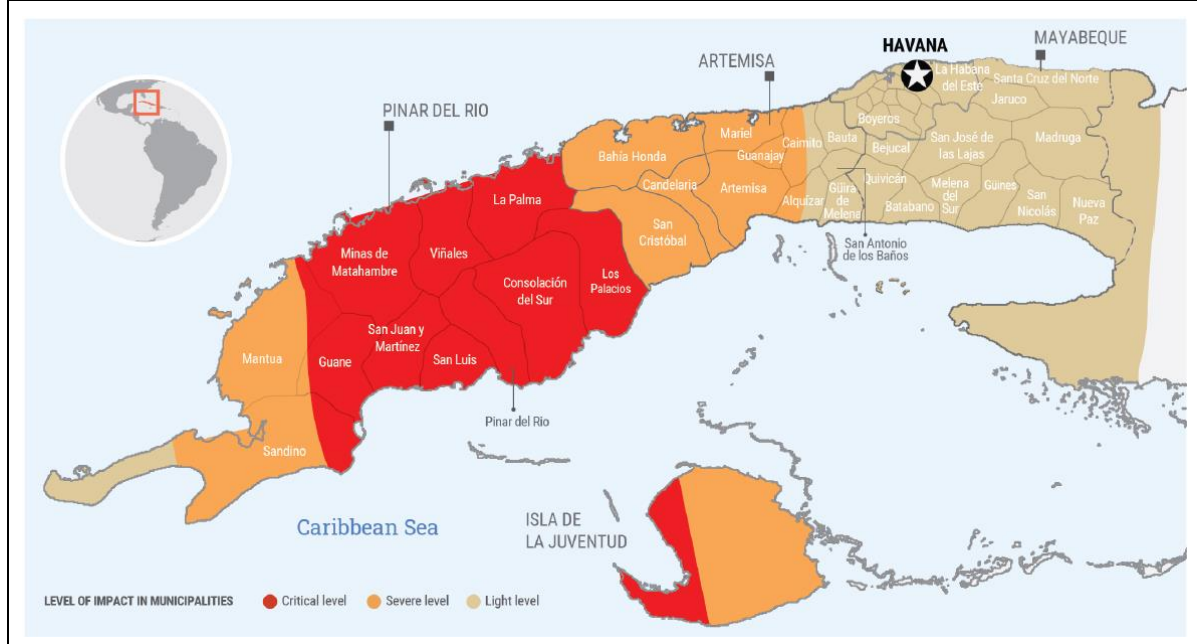 HAVANA
MAYABEQUE
ARTEMISA
La Habana
del Este
Santa Cruz del Norte
PINAR DEL RIO
Jaruco
Boyeros
Mariel
Caimito
Bauta
San José de
las Lajas
Madruga
Bahía Honda
Guanajay
Bejucal
Candelaria
Artemisa
Quivicán
Melena
del Sur
Güines
La Palma
Alquízar
Güira
de
Melena
Batabano
San
Nicolás
Nueva
Paz
San
Cristóbal
Minas de
Matahambre
Viñales
San Antonio
de los Baños
Consolación
del Sur
Los
Palacios
San Juan y
Martínez
Mantua
Guane
San Luis
Pinar del Rio
Sandino
Caribbean Sea
ISLA DE
LA JUVENTUD
LEVEL OF IMPACT IN MUNICIPALITIES
Critical level
Severe level
Light level